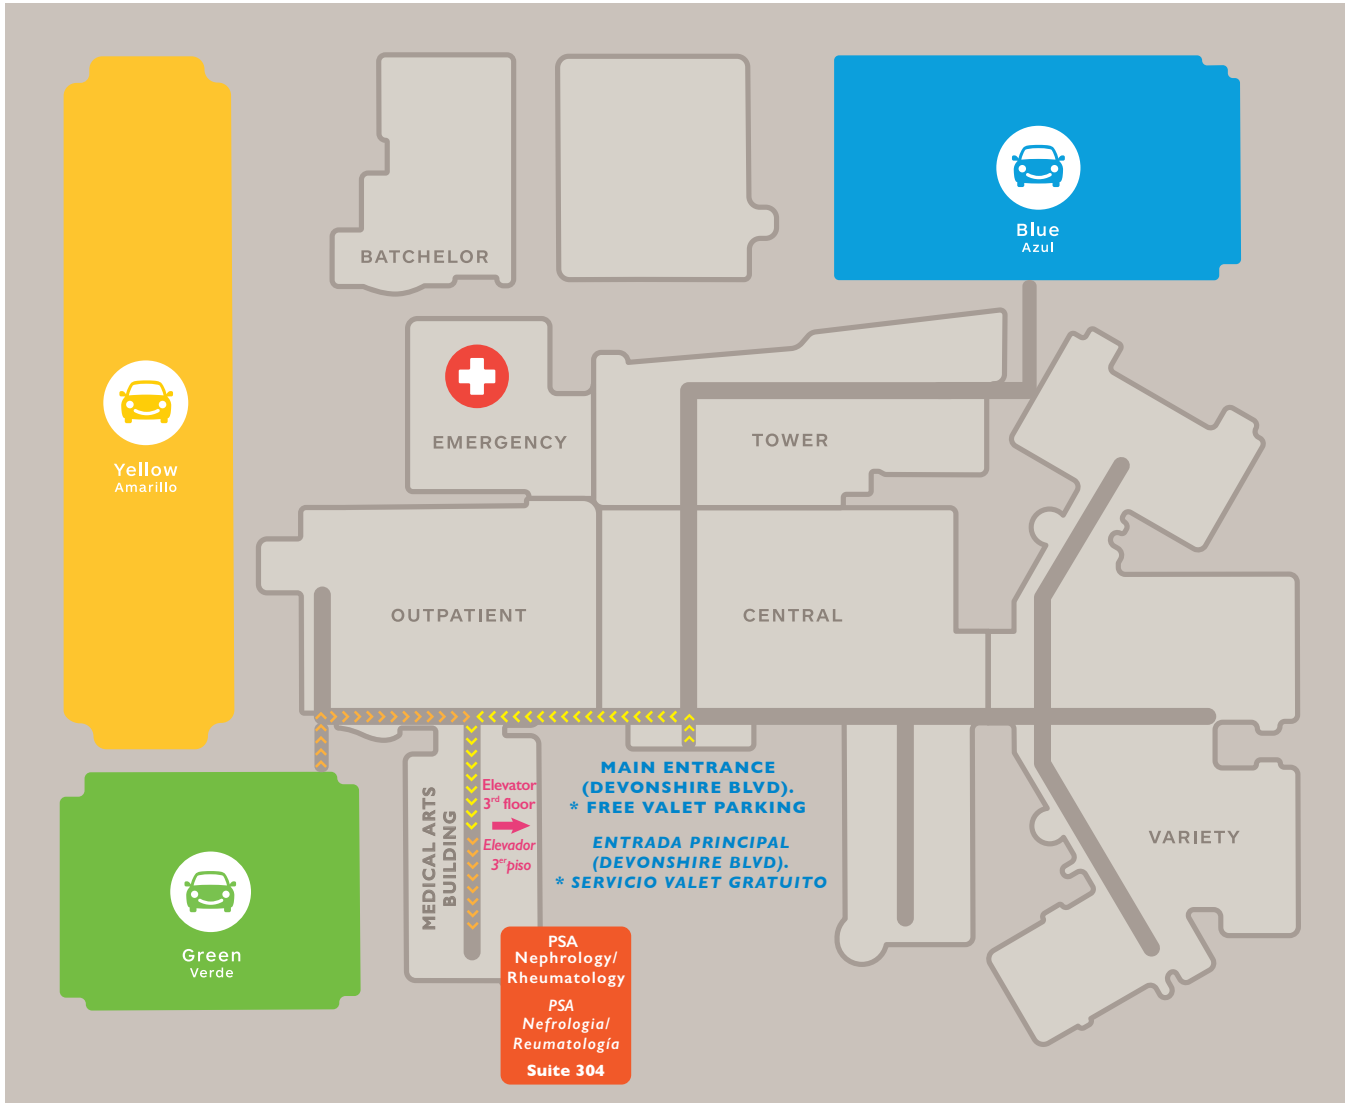 BATCHELOR
Blue
Azul
Yellow
Amarillo
EMERGENCY
TOWER
OUTPATIENT
CENTRAL
MAIN ENTRANCE
(DEVONSHIRE BLVD).
* FREE VALET PARKING
ENTRADA PRINCIPAL
(DEVONSHIRE BLVD).
* SERVICIO VALET GRATUITO
MEDICAL ARTS
BUILDING
Elevator
3rd floor
Elevador
3er piso
VARIETY
Green
Verde
PSA
Nephrology/
Rheumatology
PSA
Nefrologia/
Reumatología
Suite 304